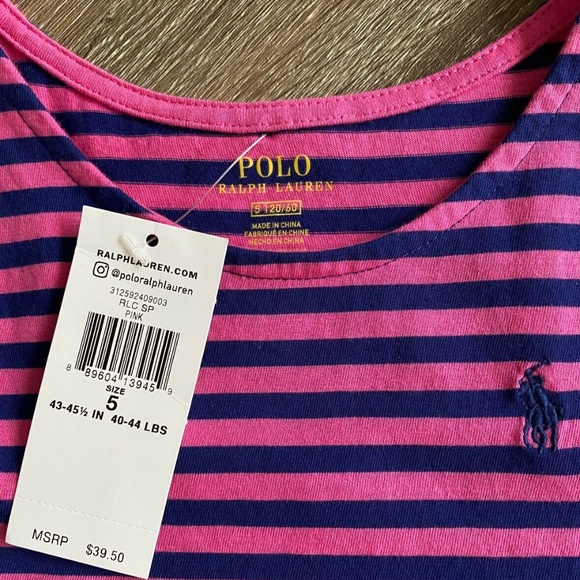 POLO
RALPH LAUREN
5 120/60
MADE IN CHINA
FABRIQUÉ EN CHINE
HECHO EN CHINA
RALPHLAUREN.COM
@poloralphlauren
312592409003
RLC SP
PINK
8 89604 13945 9
SIZE
5
43-45½ IN 40-44 LBS
MSRP $39.50